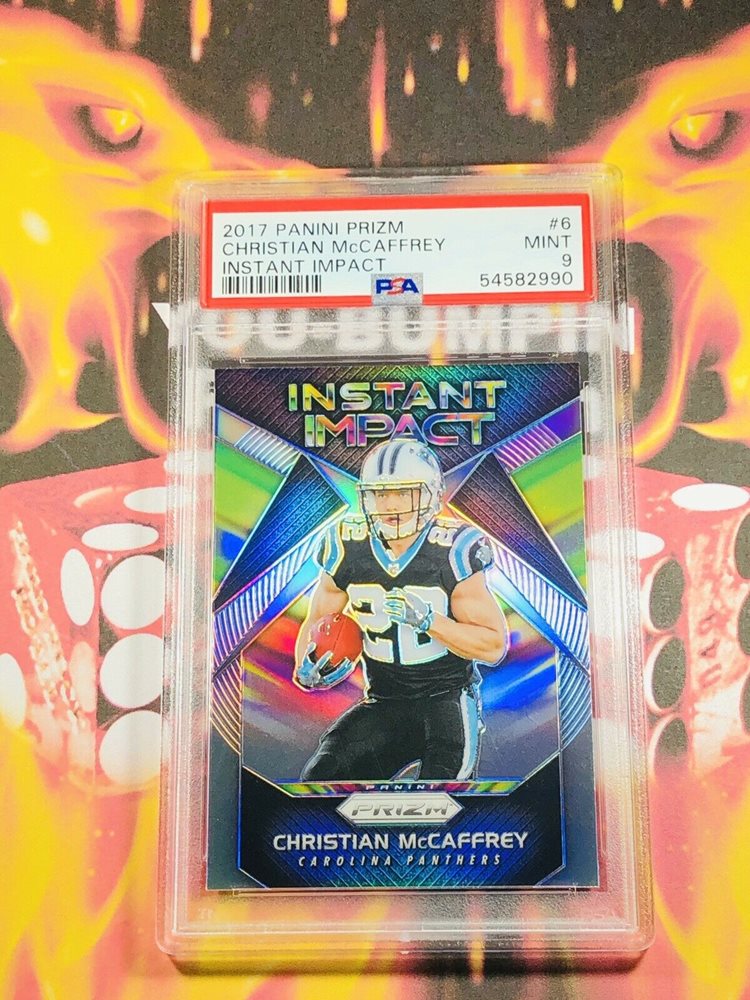 2017 PANINI PRIZM #6
CHRISTIAN McCAFFREY MINT
INSTANT IMPACT 9
PSA 54582990
INSTANT
IMPACT
22
PANINI
PRIZM
CHRISTIAN McCAFFREY
CAROLINA PANTHERS